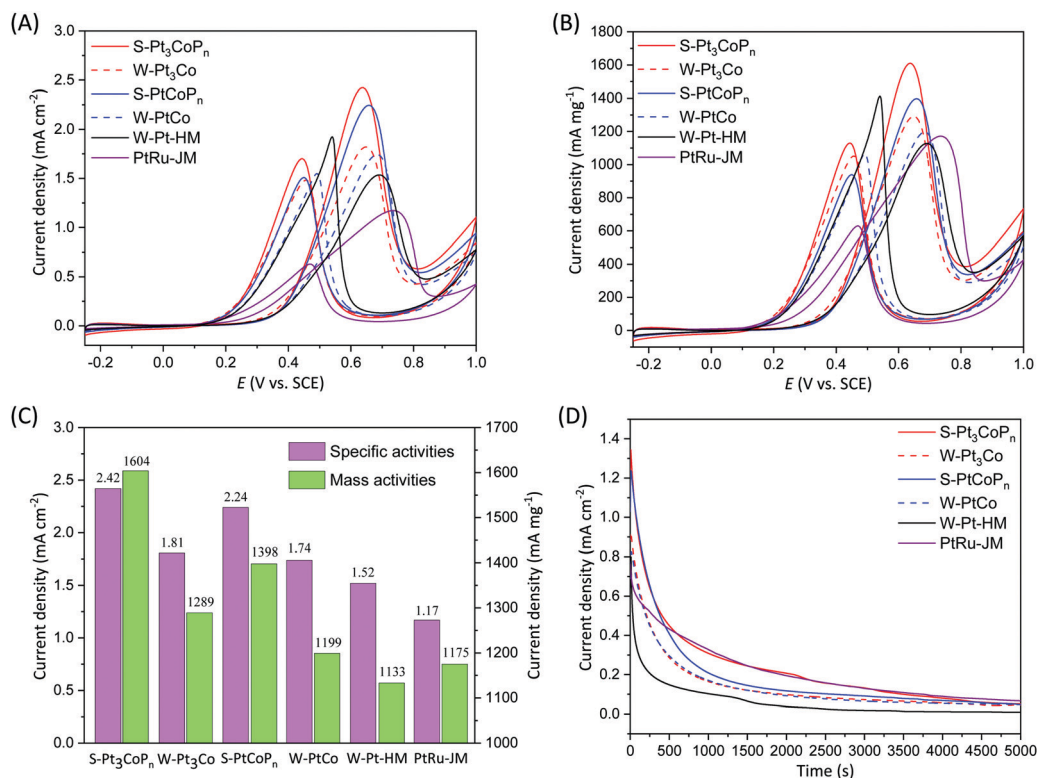 (A)
S-Pt₃CoPₙ
W-Pt₃Co
S-PtCoPₙ
W-PtCo
W-Pt-HM
PtRu-JM
Current density (mA cm⁻²)
3.0
2.5
2.0
1.5
1.0
0.5
0.0
-0.2 0.0 0.2 0.4 0.6 0.8 1.0
E (V vs. SCE)
(B)
S-Pt₃CoPₙ
W-Pt₃Co
S-PtCoPₙ
W-PtCo
W-Pt-HM
PtRu-JM
Current density (mA mg⁻¹)
1800
1600
1400
1200
1000
800
600
400
200
0
-0.2 0.0 0.2 0.4 0.6 0.8 1.0
E (V vs. SCE)
(C)
Specific activities
Mass activities
Current density (mA cm⁻²)
3.0
2.5
2.0
1.5
1.0
0.5
0.0
2.42 1604
1.81 1289
2.24 1398
1.74 1199
1.52 1133
1.17 1175
S-Pt₃CoPₙ W-Pt₃Co S-PtCoPₙ W-PtCo W-Pt-HM PtRu-JM
1700
1600
1500
1400
1300
1200
1100
1000
Current density (mA mg⁻¹)
(D)
S-Pt₃CoPₙ
W-Pt₃Co
S-PtCoPₙ
W-PtCo
W-Pt-HM
PtRu-JM
Current density (mA cm⁻²)
1.4
1.2
1.0
0.8
0.6
0.4
0.2
0.0
0 500 1000 1500 2000 2500 3000 3500 4000 4500 5000
Time (s)